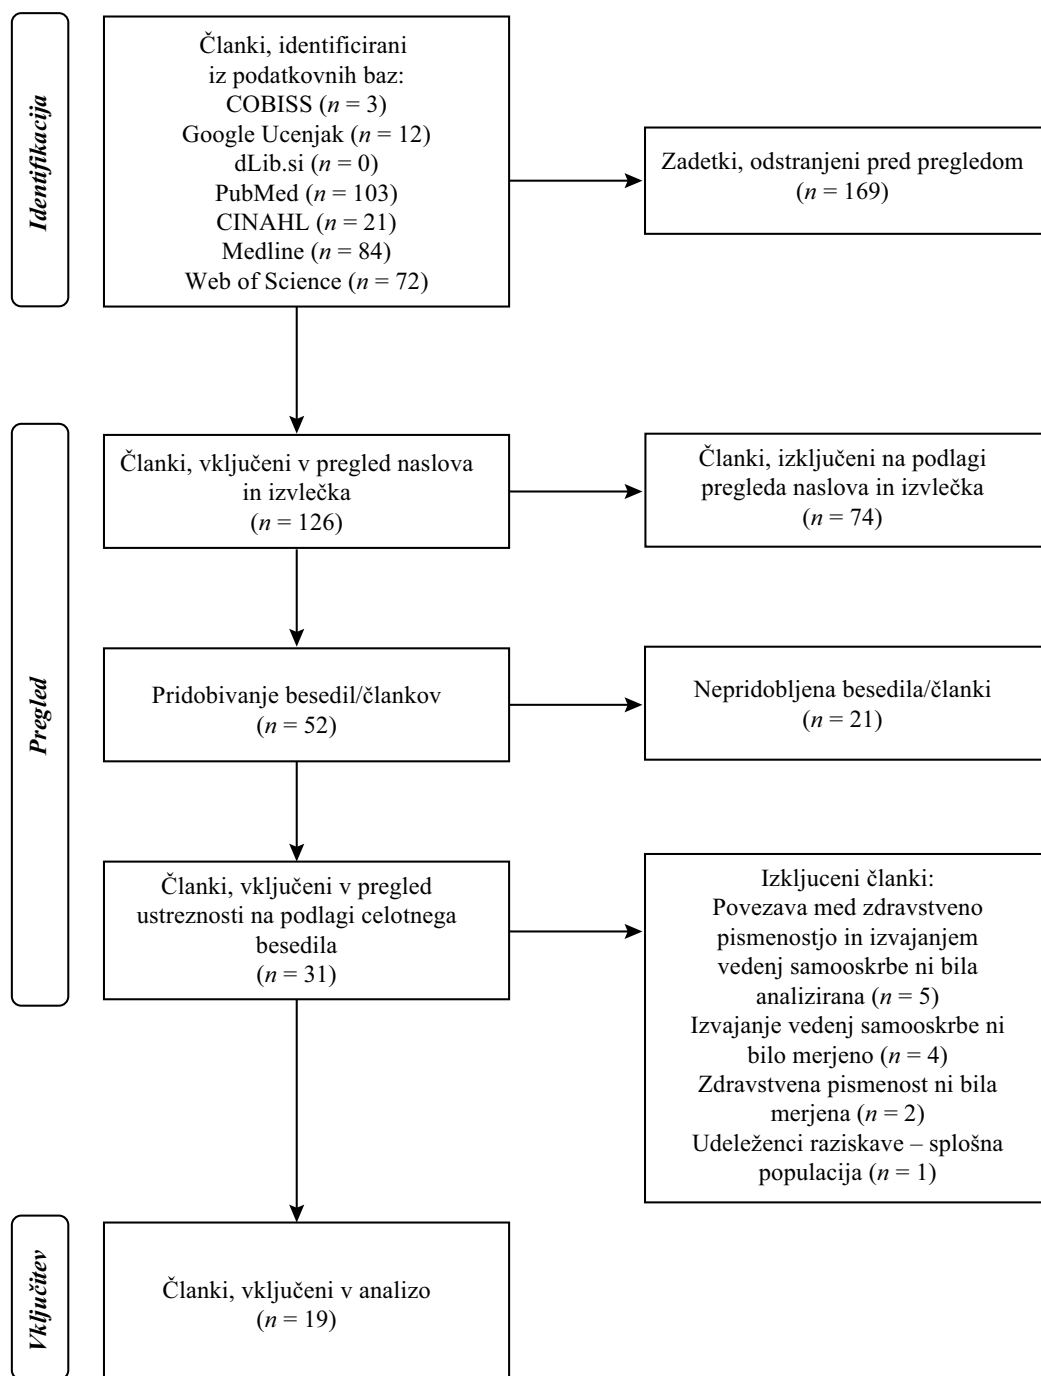 Identifikacija
Članki, identificirani
iz podatkovnih baz:
COBISS (n = 3)
Google Ucenjak (n = 12)
dLib.si (n = 0)
PubMed (n = 103)
CINAHL (n = 21)
Medline (n = 84)
Web of Science (n = 72)
Zadetki, odstranjeni pred pregledom
(n = 169)
Pregled
Članki, vključeni v pregled naslova
in izvlečka
(n = 126)
Članki, izključeni na podlagi
pregleda naslova in izvlečka
(n = 74)
Pridobivanje besedil/člankov
(n = 52)
Nepridobljena besedila/članki
(n = 21)
Članki, vključeni v pregled
ustreznosti na podlagi celotnega
besedila
(n = 31)
Izkljuceni članki:
Povezava med zdravstveno
pismenostjo in izvajanjem
vedenj samooskrbe ni bila
analizirana (n = 5)
Izvajanje vedenj samooskrbe ni
bilo merjeno (n = 4)
Zdravstvena pismenost ni bila
merjena (n = 2)
Udeleženci raziskave – splošna
populacija (n = 1)
Vključitev
Članki, vključeni v analizo
(n = 19)